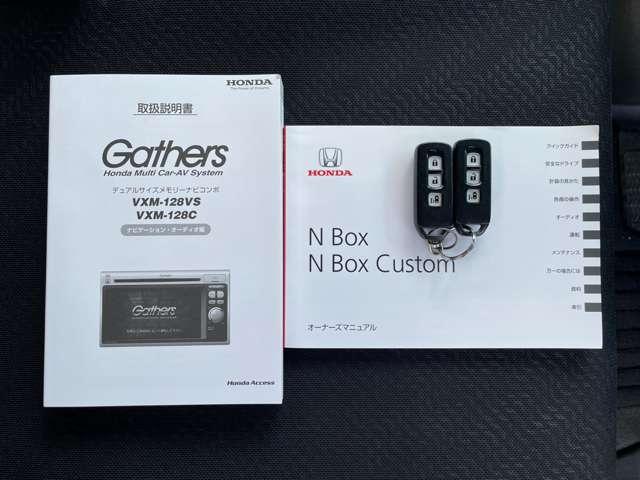 HONDA
The Power of Dreams
取扱説明書
Gathers
Honda Multi Car-AV System
デュアルサイズメモリーナビコンポ
VXM-128VS
VXM-128C
ナビゲーション・オーディオ編
Gathers
Honda Access
HONDA
N Box
N Box Custom
オーナーズマニュアル
クイックガイド
安全なドライブ
計器の見かた
各部の操作
オーディオ
運転
メンテナンス
万一の場合には
資料
索引